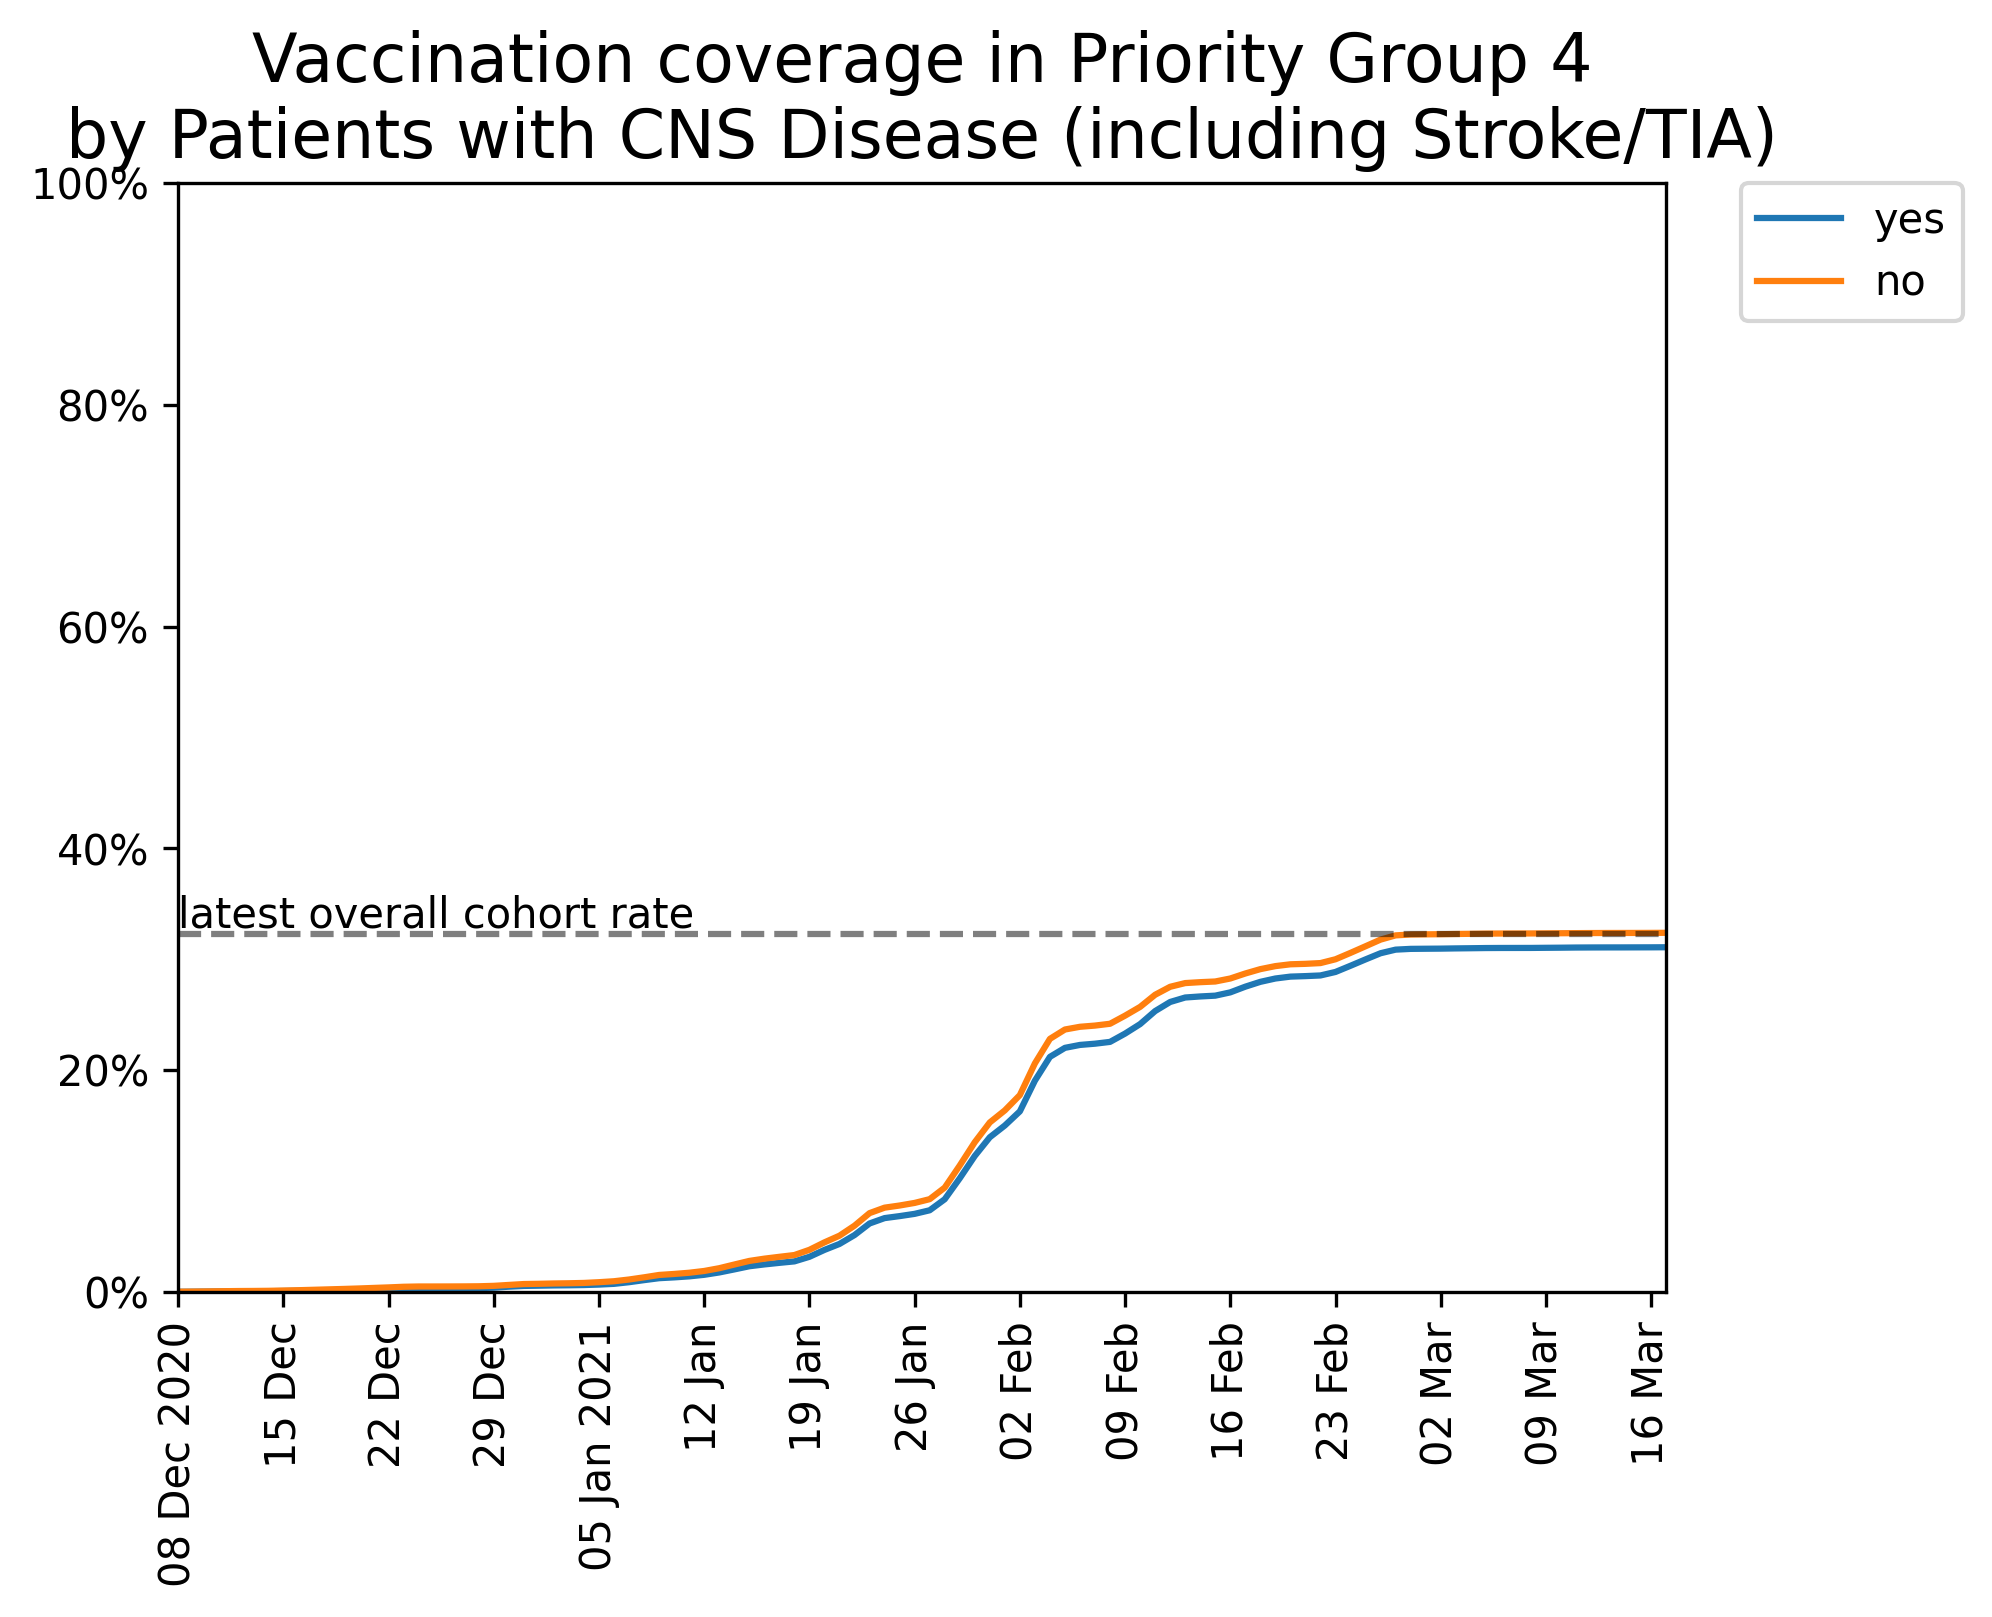 Vaccination coverage in Priority Group 4
by Patients with CNS Disease (including Stroke/TIA)
100%
80%
60%
40%
20%
0%
latest overall cohort rate
yes
no
08 Dec 2020
15 Dec
22 Dec
29 Dec
05 Jan 2021
12 Jan
19 Jan
26 Jan
02 Feb
09 Feb
16 Feb
23 Feb
02 Mar
09 Mar
16 Mar